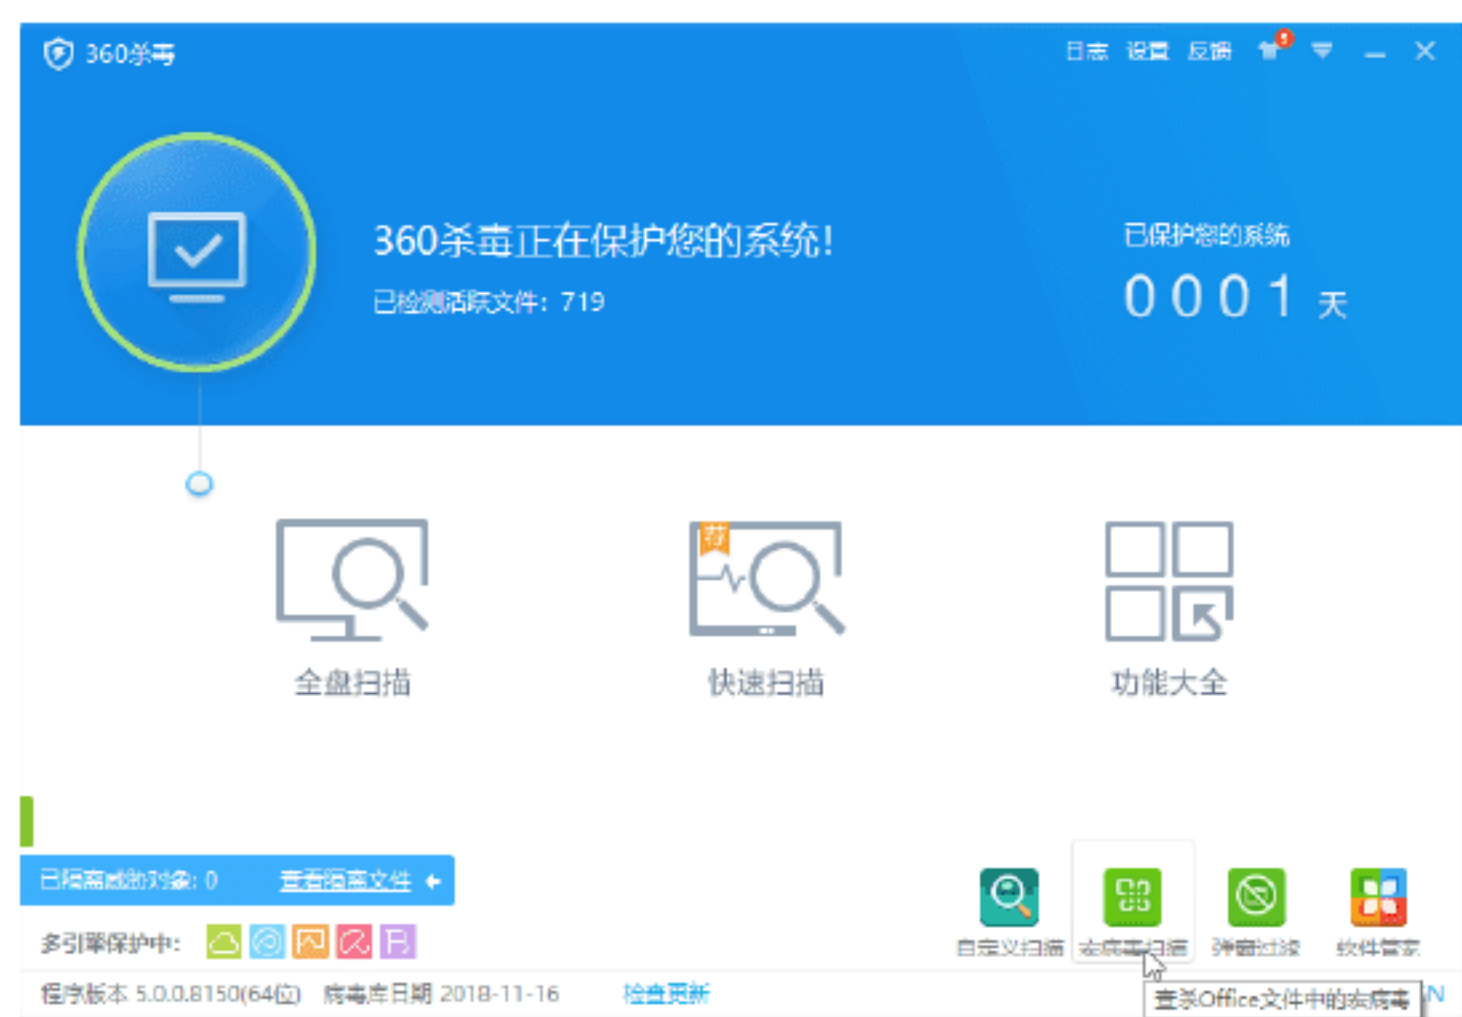 360杀毒
日志 设置 反馈
360杀毒正在保护您的系统!
已检测活跃文件: 719
已保护您的系统
0001 天
荐
全盘扫描
快速扫描
功能大全
已隔离威胁对象: 0 查看隔离文件
多引擎保护中:
自定义扫描 宏病毒扫描 弹窗过滤 软件管家
程序版本 5.0.0.8150(64位) 病毒库日期 2018-11-16 检查更新
查杀Office文件中的宏病毒
N